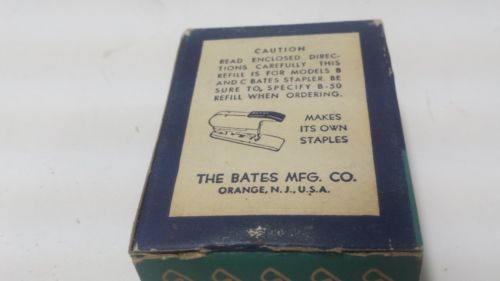 CAUTION
READ ENCLOSED DIREC-
TIONS CAREFULLY THIS
REFILL IS FOR MODELS B
AND C BATES STAPLER. BE
SURE TO, SPECIFY B-50
REFILL WHEN ORDERING.
MAKES
ITS OWN
STAPLES
THE BATES MFG. CO.
ORANGE, N. J., U.S.A.